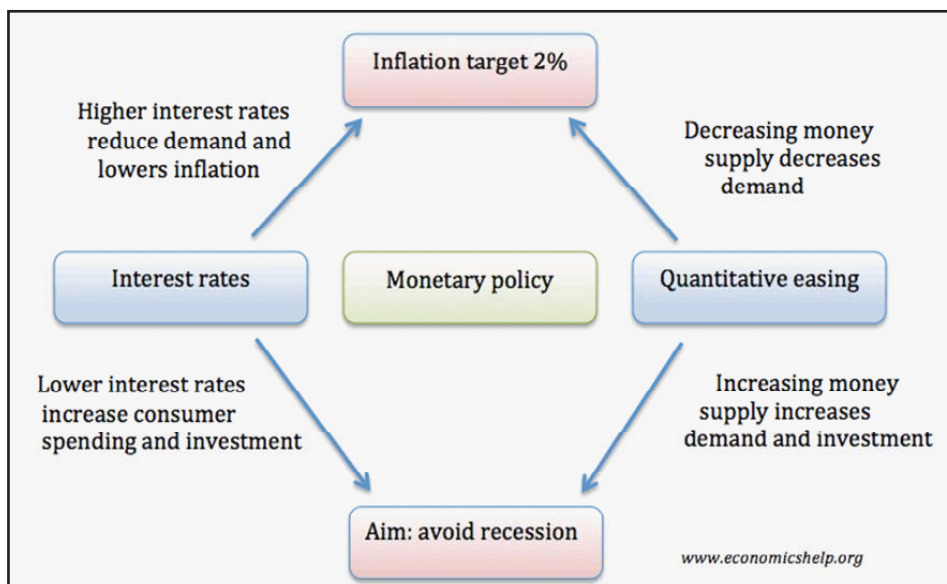 Inflation target 2%
Higher interest rates
reduce demand and
lowers inflation
Decreasing money
supply decreases
demand
Interest rates
Monetary policy
Quantitative easing
Lower interest rates
increase consumer
spending and investment
Increasing money
supply increases
demand and investment
Aim: avoid recession
www.economicshelp.org